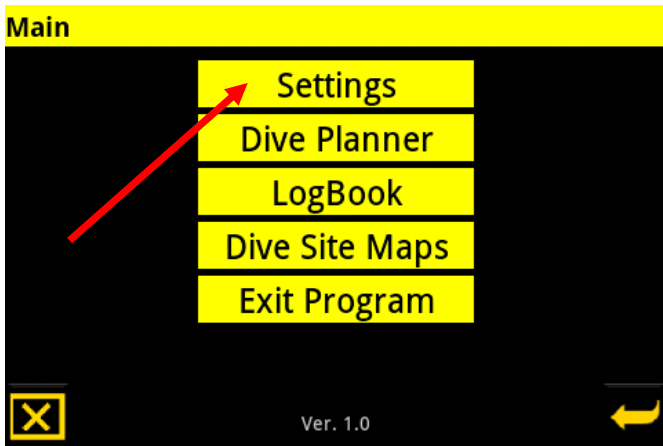 Main
Settings
Dive Planner
LogBook
Dive Site Maps
Exit Program
Ver. 1.0